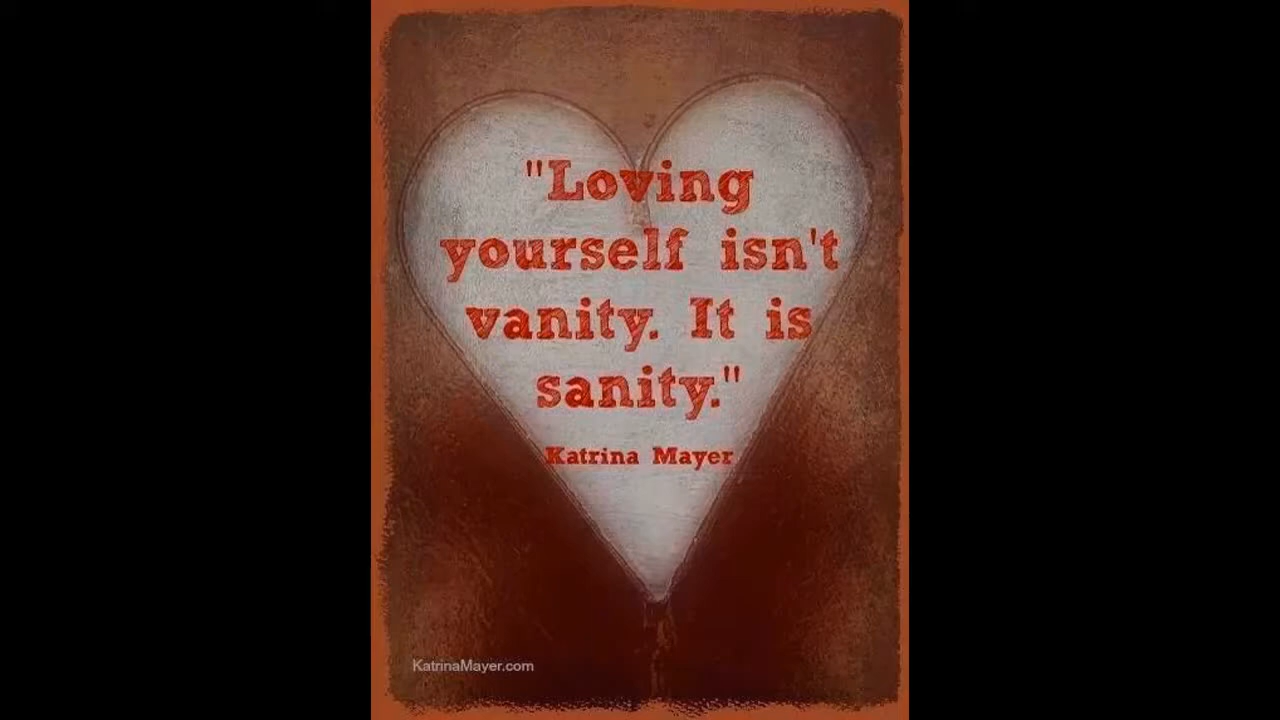 "Loving
yourself isn't
vanity. It is
sanity."
Katrina Mayer
KatrinaMayer.com